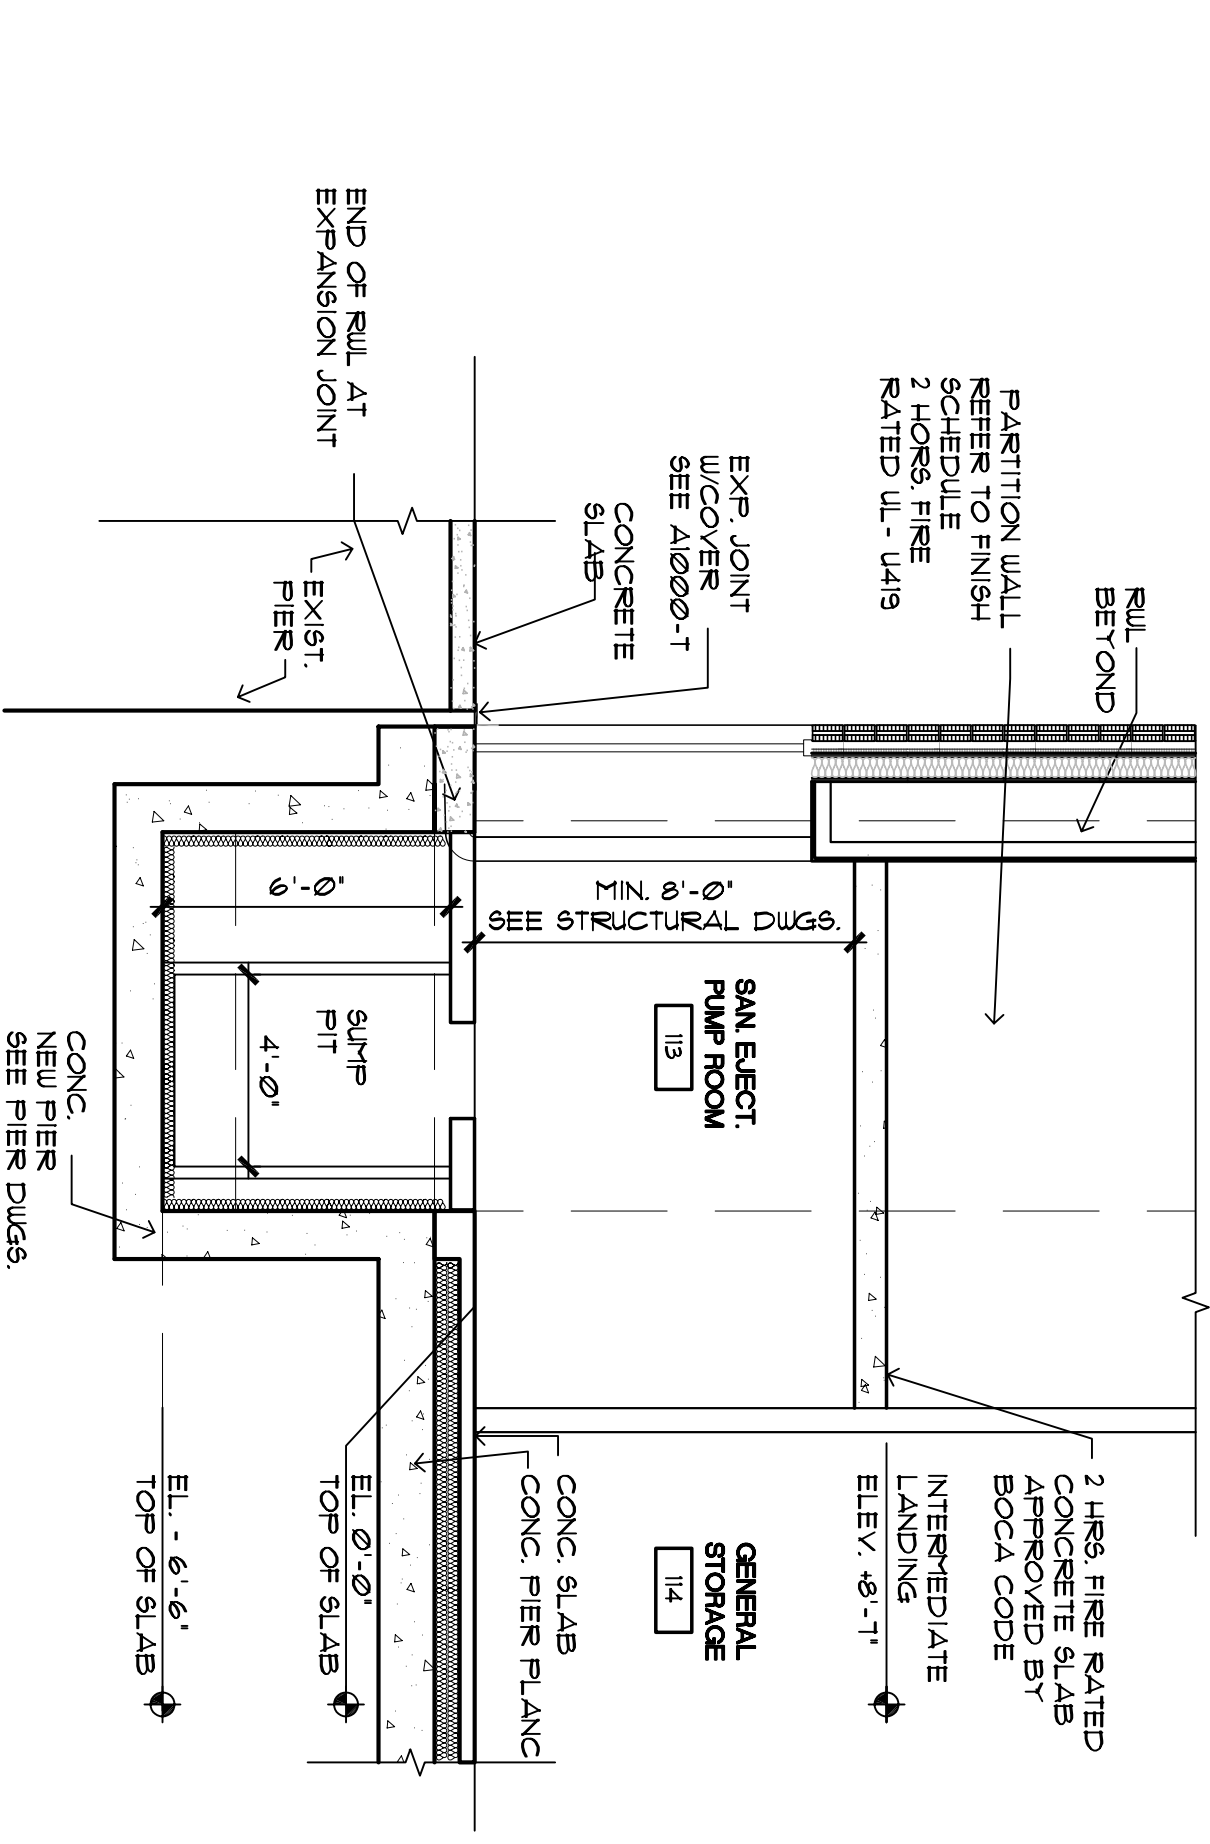 RWL
BEYOND
PARTITION WALL
REFER TO FINISH
SCHEDULE
2 HORS. FIRE
RATED UL - U419
EXP. JOINT
W/COVER
SEE A1000-T
CONCRETE
SLAB
END OF RWL AT
EXPANSION JOINT
EXIST.
PIER
MIN. 8'-0"
SEE STRUCTURAL DWGS.
6'-0"
SAN. EJECT.
PUMP ROOM
113
SUMP
PIT
4'-0"
CONC.
NEW PIER
SEE PIER DWGS.
2 HRS. FIRE RATED
CONCRETE SLAB
APPROVED BY
BOCA CODE
INTERMEDIATE
LANDING
ELEV. +8'-7"
GENERAL
STORAGE
114
CONC. SLAB
CONC. PIER PLANC
EL. 0'-0"
TOP OF SLAB
EL. - 6'-6"
TOP OF SLAB